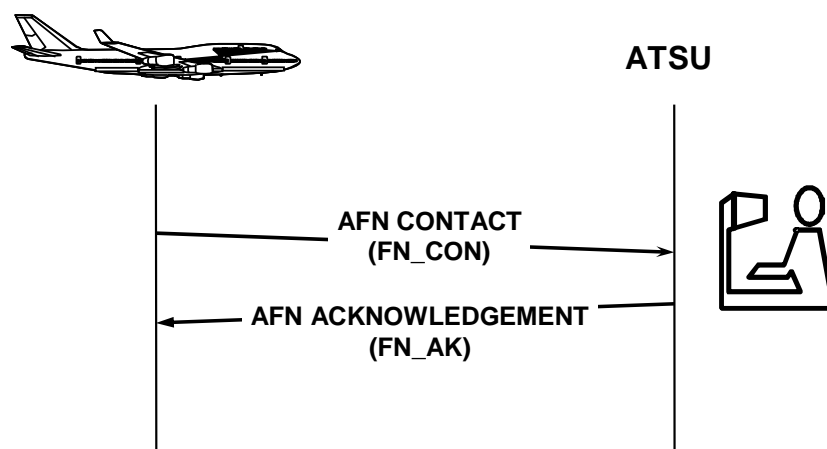 ATSU
AFN CONTACT
(FN_CON)
AFN ACKNOWLEDGEMENT
(FN_AK)